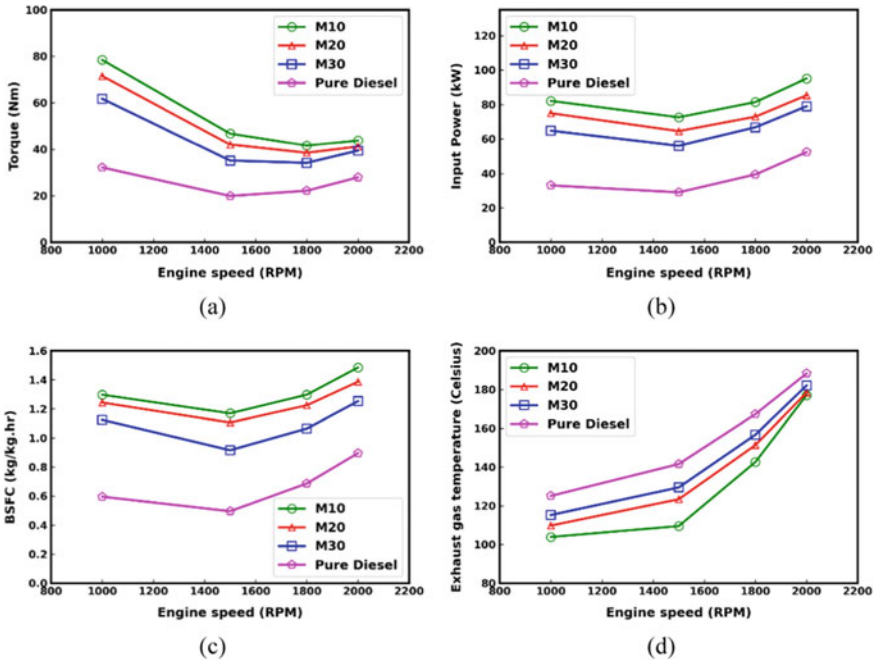 100
80
60
40
20
0
Torque (Nm)
M10
M20
M30
Pure Diesel
800 1000 1200 1400 1600 1800 2000 2200
Engine speed (RPM)
(a)
120
100
80
60
40
20
0
Input Power (kW)
M10
M20
M30
Pure Diesel
800 1000 1200 1400 1600 1800 2000 2200
Engine speed (RPM)
(b)
1.6
1.4
1.2
1.0
0.8
0.6
0.4
0.2
0.0
BSFC (kg/kg.hr)
M10
M20
M30
Pure Diesel
800 1000 1200 1400 1600 1800 2000 2200
Engine speed (RPM)
(c)
200
180
160
140
120
100
80
Exhaust gas temperature (Celsius)
M10
M20
M30
Pure Diesel
800 1000 1200 1400 1600 1800 2000 2200
Engine speed (RPM)
(d)